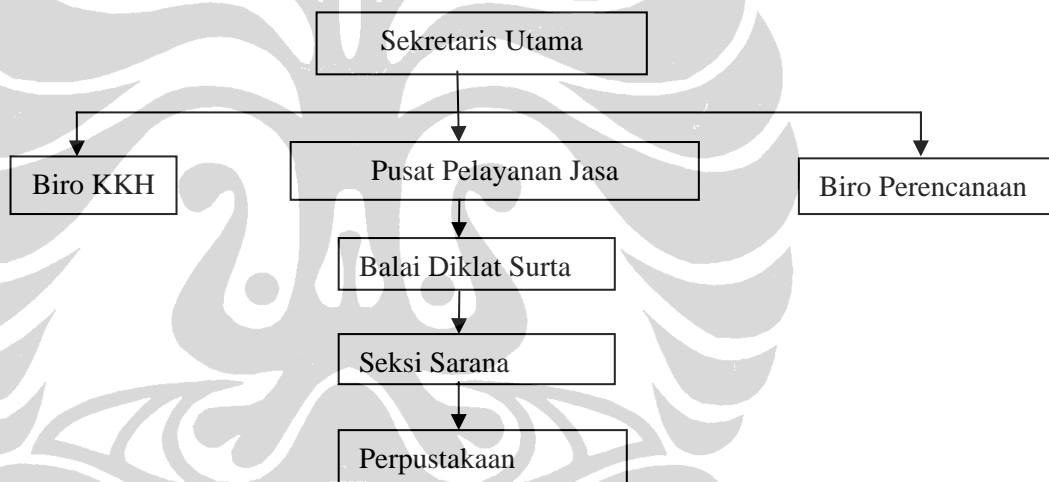 Sekretaris Utama
Biro KKH
Pusat Pelayanan Jasa
Biro Perencanaan
Balai Diklat Surta
Seksi Sarana
Perpustakaan